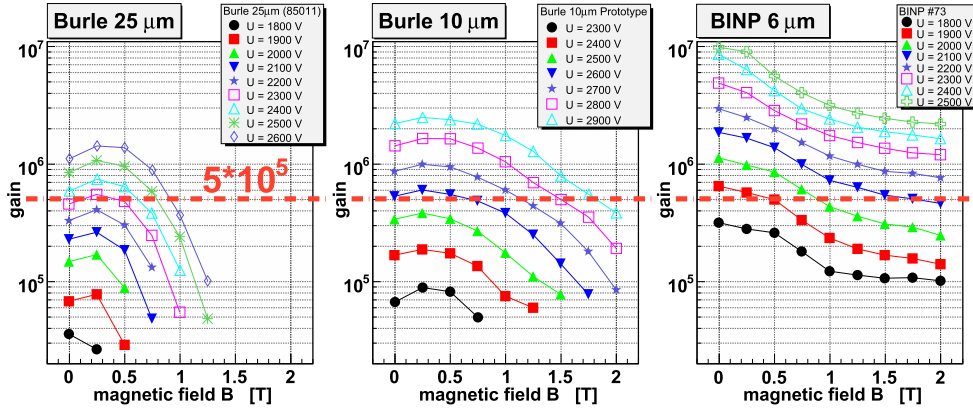 Burle 25 µm
Burle 25µm (85011)
U = 1800 V
U = 1900 V
U = 2000 V
U = 2100 V
U = 2200 V
U = 2300 V
U = 2400 V
U = 2500 V
U = 2600 V
10⁷
10⁶
10⁵
gain
5*10⁵
0 0.5 1 1.5 2
magnetic field B [T]
Burle 10 µm
Burle 10µm Prototype
U = 2300 V
U = 2400 V
U = 2500 V
U = 2600 V
U = 2700 V
U = 2800 V
U = 2900 V
10⁷
10⁶
10⁵
gain
0 0.5 1 1.5 2
magnetic field B [T]
BINP 6 µm
BINP #73
U = 1800 V
U = 1900 V
U = 2000 V
U = 2100 V
U = 2200 V
U = 2300 V
U = 2400 V
U = 2500 V
10⁷
10⁶
10⁵
gain
0 0.5 1 1.5 2
magnetic field B [T]